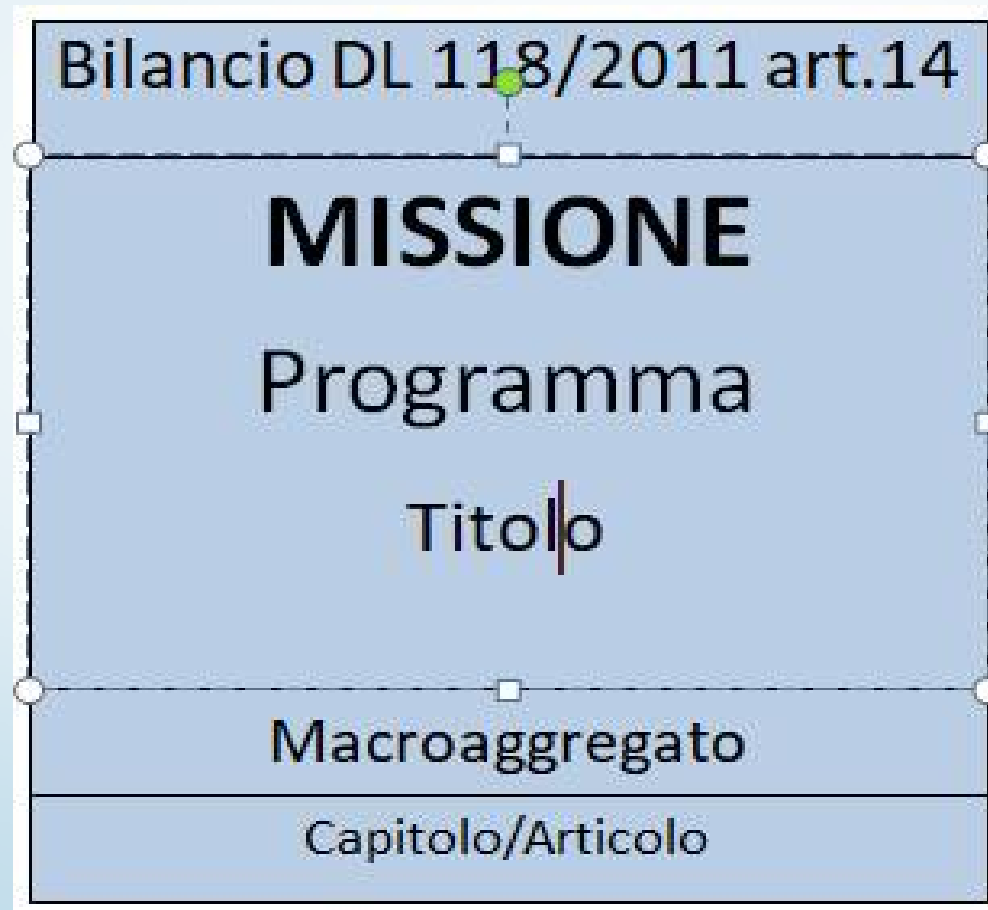 Bilancio DL 118/2011 art.14
MISSIONE
Programma
Titolo
Macroaggregato
Capitolo/Articolo